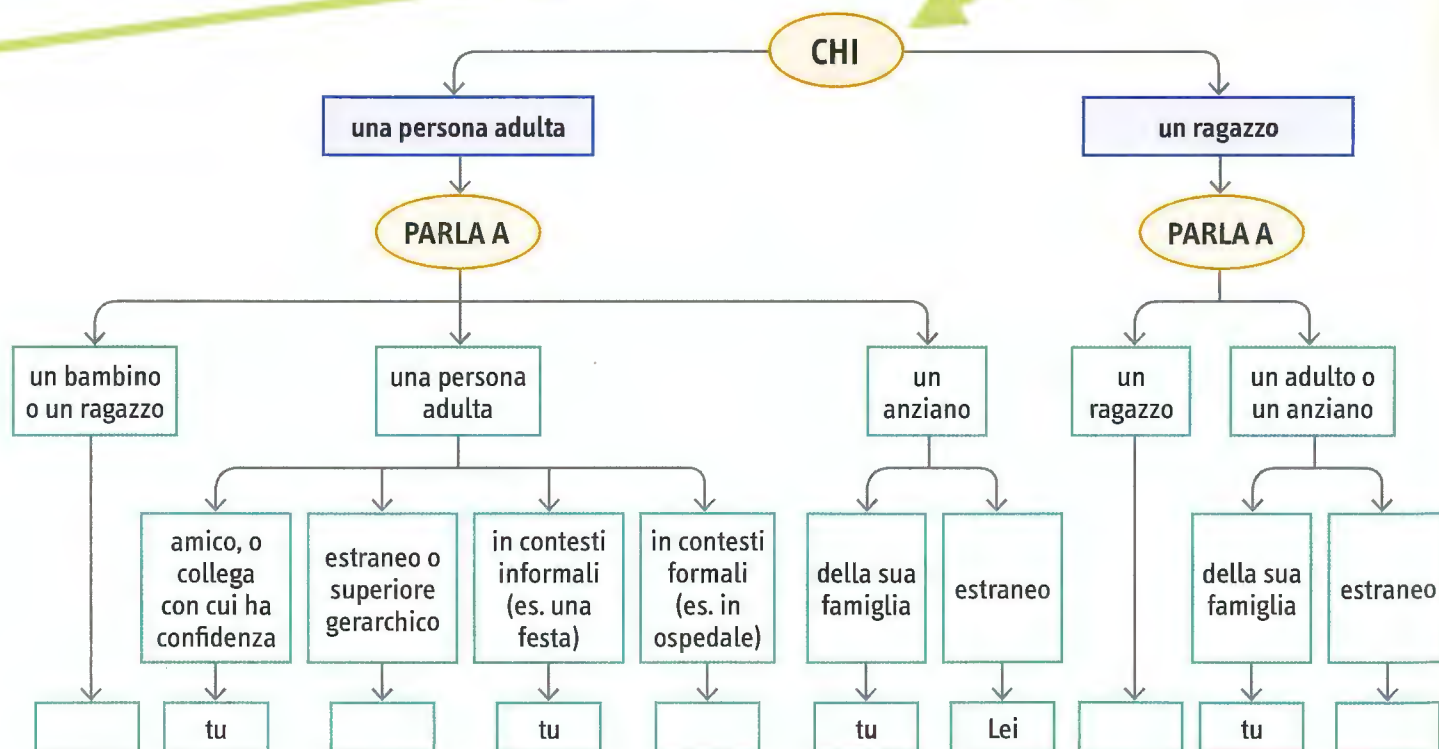 CHI
una persona adulta
un ragazzo
PARLA A
PARLA A
un bambino
o un ragazzo
una persona
adulta
un
anziano
un
ragazzo
un adulto o
un anziano
amico, o
collega
con cui ha
confidenza
estraneo o
superiore
gerarchico
in contesti
informali
(es. una
festa)
in contesti
formali
(es. in
ospedale)
della sua
famiglia
estraneo
della sua
famiglia
estraneo
tu
tu
tu
Lei
tu